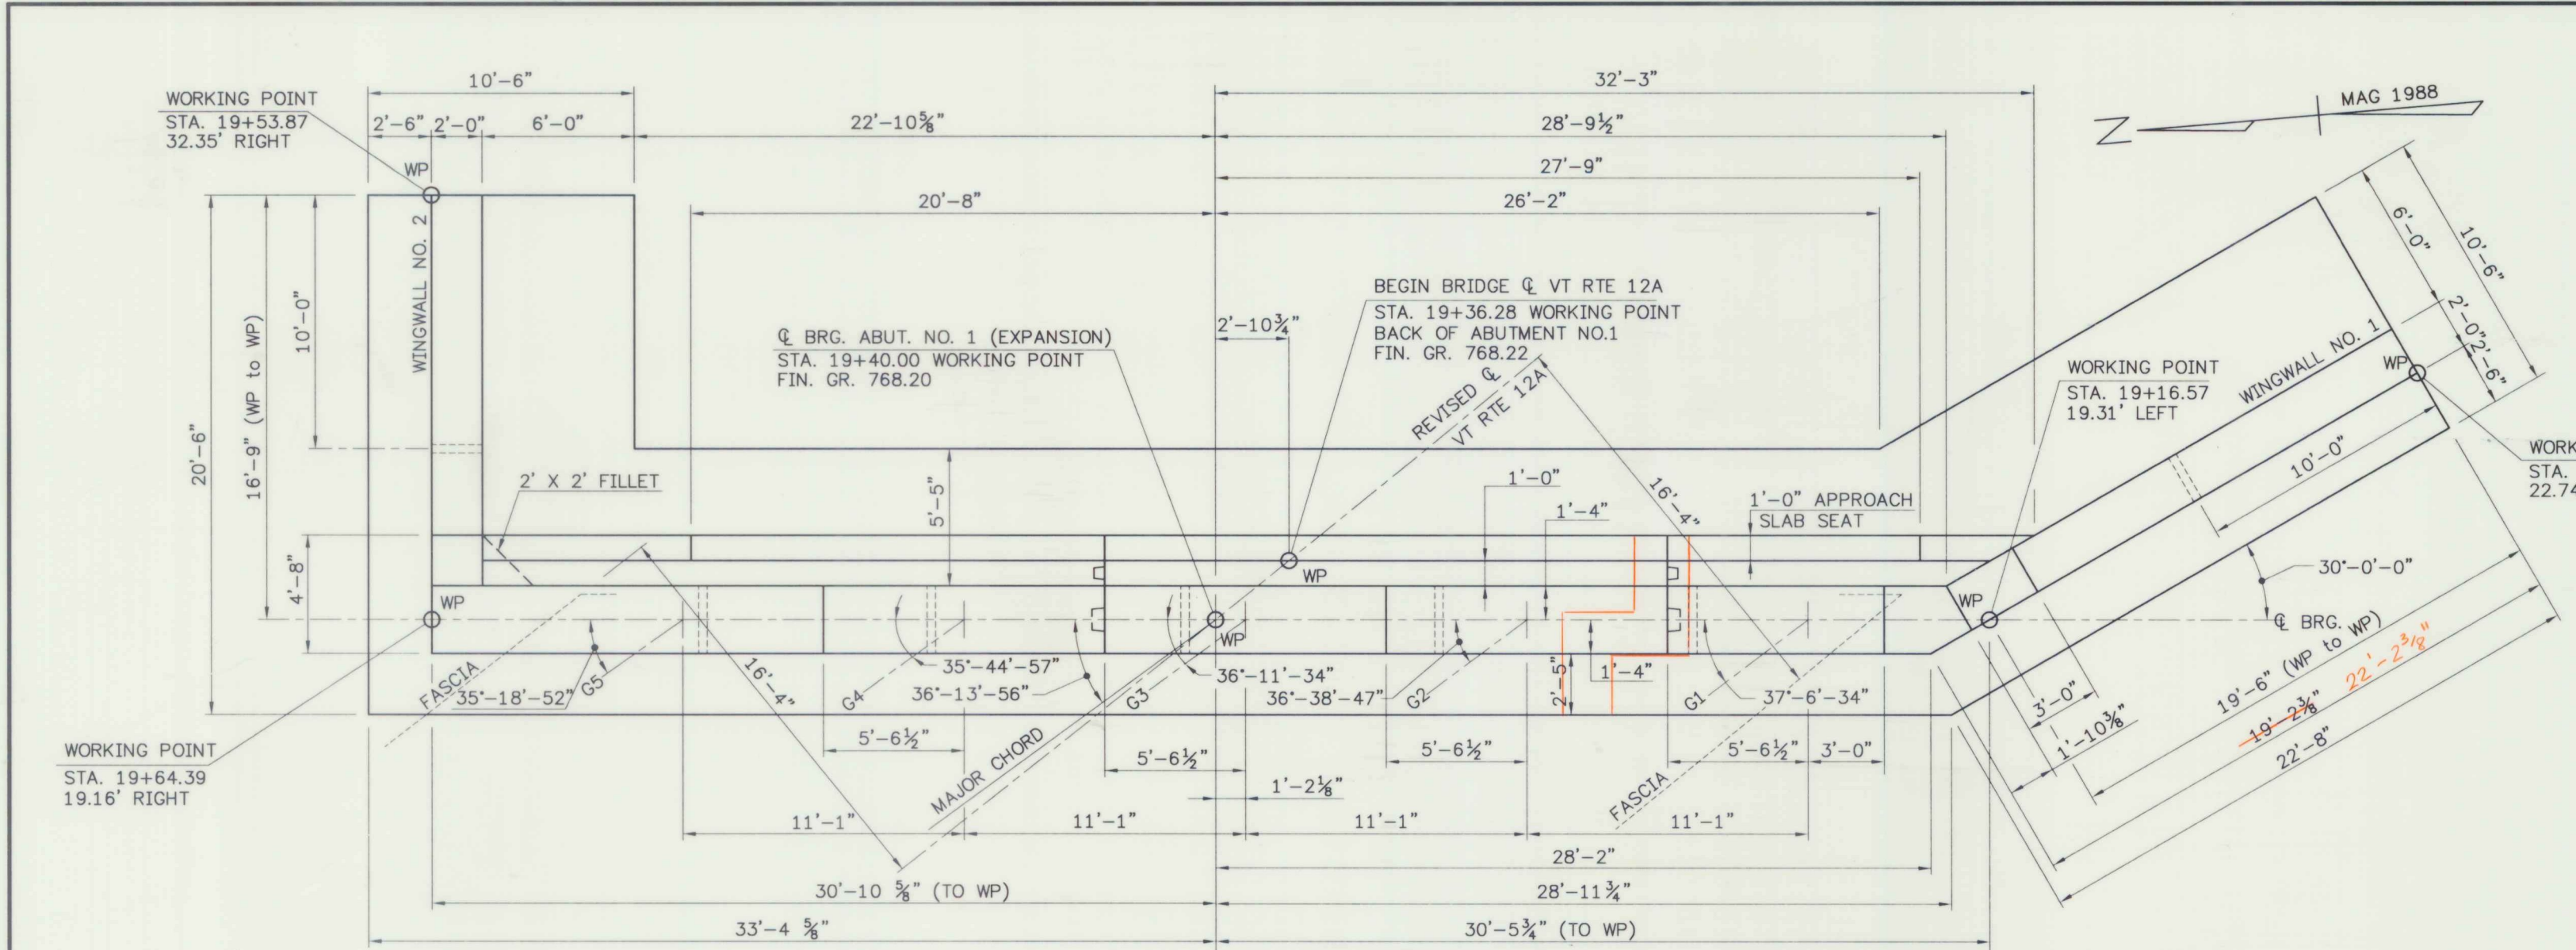 10'-6"
32'-3"
MAG 1988
N
WORKING POINT
STA. 19+53.87
32.35' RIGHT
2'-6" 2'-0" 6'-0"
22'-10⅝"
28'-9½"
WP
27'-9"
20'-8"
26'-2"
6'-0"
10'-6"
2'-0"
2'-6"
WINGWALL NO. 2
10'-0"
16'-9" (WP to WP)
20'-6"
BEGIN BRIDGE ℄ VT RTE 12A
STA. 19+36.28 WORKING POINT
BACK OF ABUTMENT NO.1
FIN. GR. 768.22
2'-10¾"
℄ BRG. ABUT. NO. 1 (EXPANSION)
STA. 19+40.00 WORKING POINT
FIN. GR. 768.20
REVISED ℄
VT RTE 12A
WINGWALL NO. 1
WP
WORKING POINT
STA. 19+16.57
19.31' LEFT
WORK
STA.
22.74
10'-0"
2' X 2' FILLET
5'-5"
1'-0"
1'-4"
16'-4"
1'-0" APPROACH
SLAB SEAT
4'-8"
30°-0'-0"
WP
WP
WP
WP
℄ BRG.
FASCIA
35°-18'-52"
G5
16'-4"
35°-44'-57"
G4
36°-13'-56"
36°-11'-34"
G3
36°-38'-47"
G2
2'-5"
1'-4"
G1
37°-6'-34"
19'-6" (WP to WP)
22'-2 3/8"
19'-2⅜"
22'-8"
3'-0"
1'-10⅜"
WORKING POINT
STA. 19+64.39
19.16' RIGHT
5'-6½"
MAJOR CHORD
5'-6½"
5'-6½"
5'-6½"
3'-0"
1'-2⅛"
FASCIA
11'-1"
11'-1"
11'-1"
11'-1"
28'-2"
30'-10 ⅝" (TO WP)
28'-11¾"
33'-4 ⅝"
30'-5¾" (TO WP)